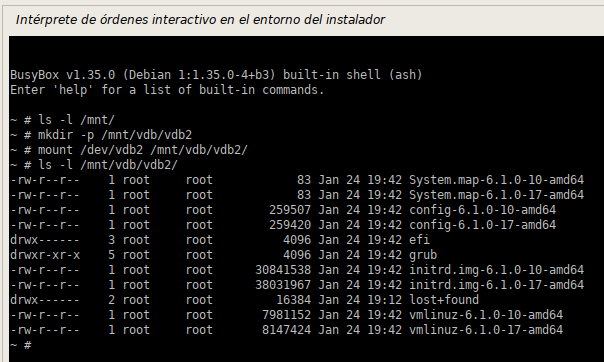 Intérprete de órdenes interactivo en el entorno del instalador
BusyBox v1.35.0 (Debian 1:1.35.0-4+b3) built-in shell (ash)
Enter 'help' for a list of built-in commands.
~ # ls -l /mnt/
~ # mkdir -p /mnt/vdb/vdb2
~ # mount /dev/vdb2 /mnt/vdb/vdb2/
~ # ls -l /mnt/vdb/vdb2/
-rw-r--r--    1 root     root            83 Jan 24 19:42 System.map-6.1.0-10-amd64
-rw-r--r--    1 root     root            83 Jan 24 19:42 System.map-6.1.0-17-amd64
-rw-r--r--    1 root     root        259507 Jan 24 19:42 config-6.1.0-10-amd64
-rw-r--r--    1 root     root        259420 Jan 24 19:42 config-6.1.0-17-amd64
drwx------    3 root     root          4096 Jan 24 19:42 efi
drwxr-xr-x    5 root     root          4096 Jan 24 19:42 grub
-rw-r--r--    1 root     root      30841538 Jan 24 19:42 initrd.img-6.1.0-10-amd64
-rw-r--r--    1 root     root      38031967 Jan 24 19:42 initrd.img-6.1.0-17-amd64
drwx------    2 root     root         16384 Jan 24 19:12 lost+found
-rw-r--r--    1 root     root       7981152 Jan 24 19:42 vmlinuz-6.1.0-10-amd64
-rw-r--r--    1 root     root       8147424 Jan 24 19:42 vmlinuz-6.1.0-17-amd64
~ #